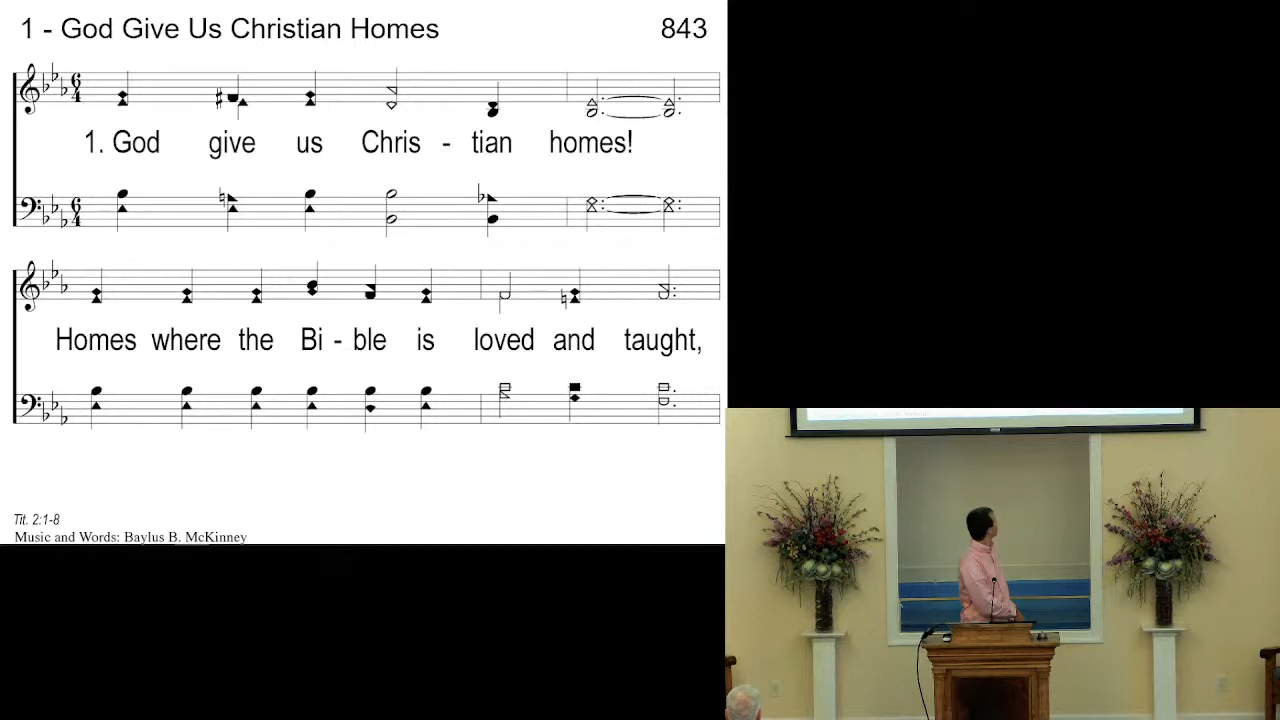 1 - God Give Us Christian Homes 843
1. God give us Chris - tian homes!
Homes where the Bi - ble is loved and taught,
Tit. 2:1-8
Music and Words: Baylus B. McKinney